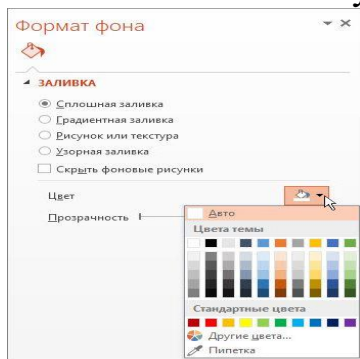 Формат фона
ЗАЛИВКА
Сплошная заливка
Градиентная заливка
Рисунок или текстура
Узорная заливка
Скрыть фоновые рисунки
Цвет
Прозрачность
Авто
Цвета темы
Стандартные цвета
Другие цвета...
Пипетка